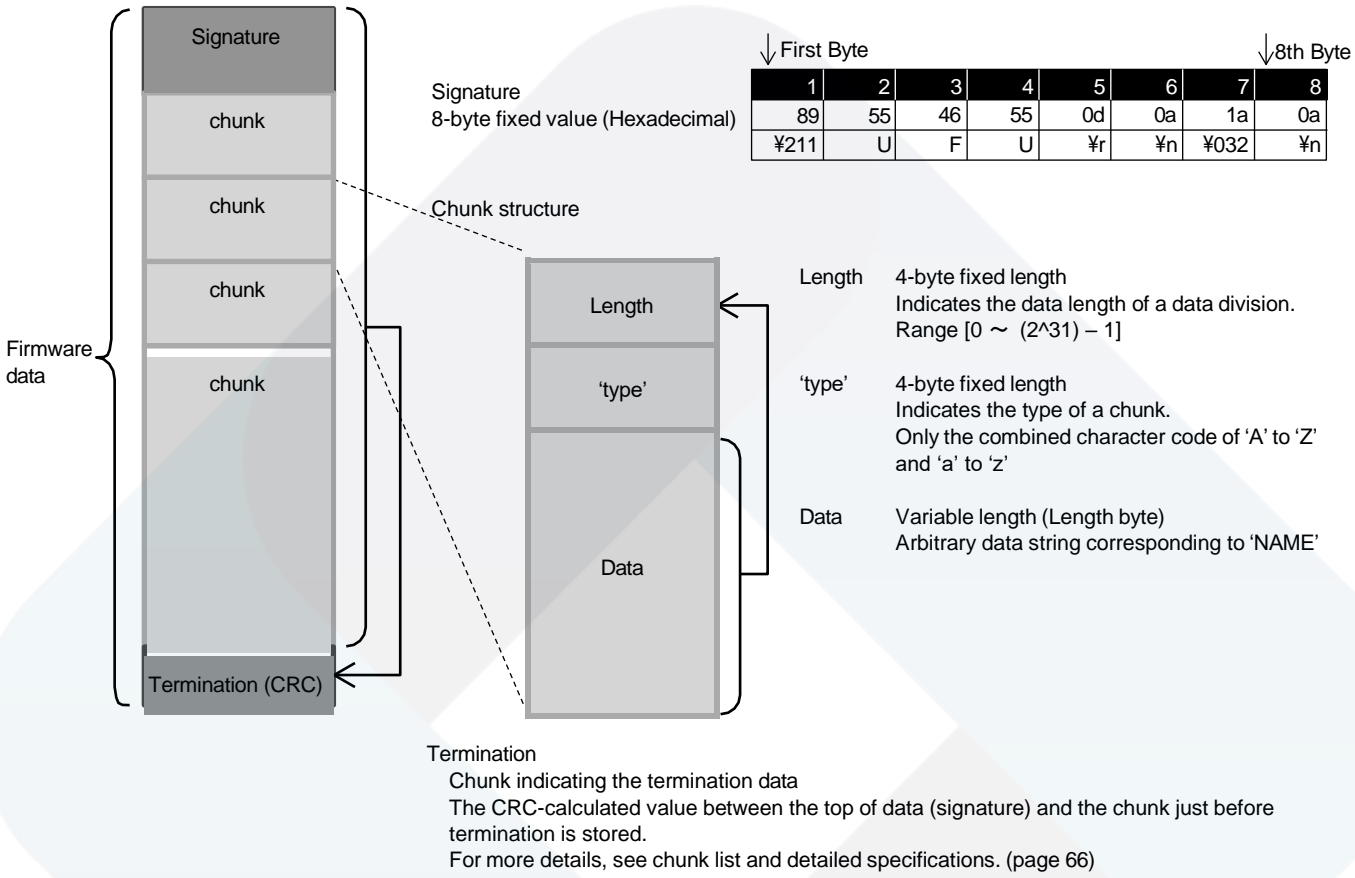 Signature
chunk
chunk
chunk
chunk
Termination (CRC)
Firmware
data
Signature
8-byte fixed value (Hexadecimal)
First Byte
8th Byte
1 2 3 4 5 6 7 8
89 55 46 55 0d 0a 1a 0a
¥211 U F U ¥r ¥n ¥032 ¥n
Chunk structure
Length
‘type’
Data
Length 4-byte fixed length
Indicates the data length of a data division.
Range [0 ~ (2^31) – 1]
‘type’ 4-byte fixed length
Indicates the type of a chunk.
Only the combined character code of ‘A’ to ‘Z’
and ‘a’ to ‘z’
Data Variable length (Length byte)
Arbitrary data string corresponding to ‘NAME’
Termination
Chunk indicating the termination data
The CRC-calculated value between the top of data (signature) and the chunk just before
termination is stored.
For more details, see chunk list and detailed specifications. (page 66)